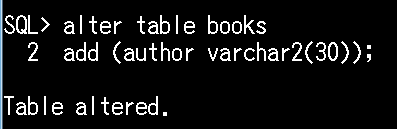 SQL> alter table books
2 add (author varchar2(30));
Table altered.